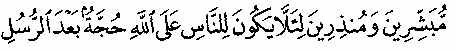 مُّبَشِّرِينَ وَمُنذِرِينَ لِئَلَّا يَكُونَ لِلنَّاسِ عَلَى ٱللَّهِ حُجَّةُۢ بَعْدَ ٱلرُّسُلِ